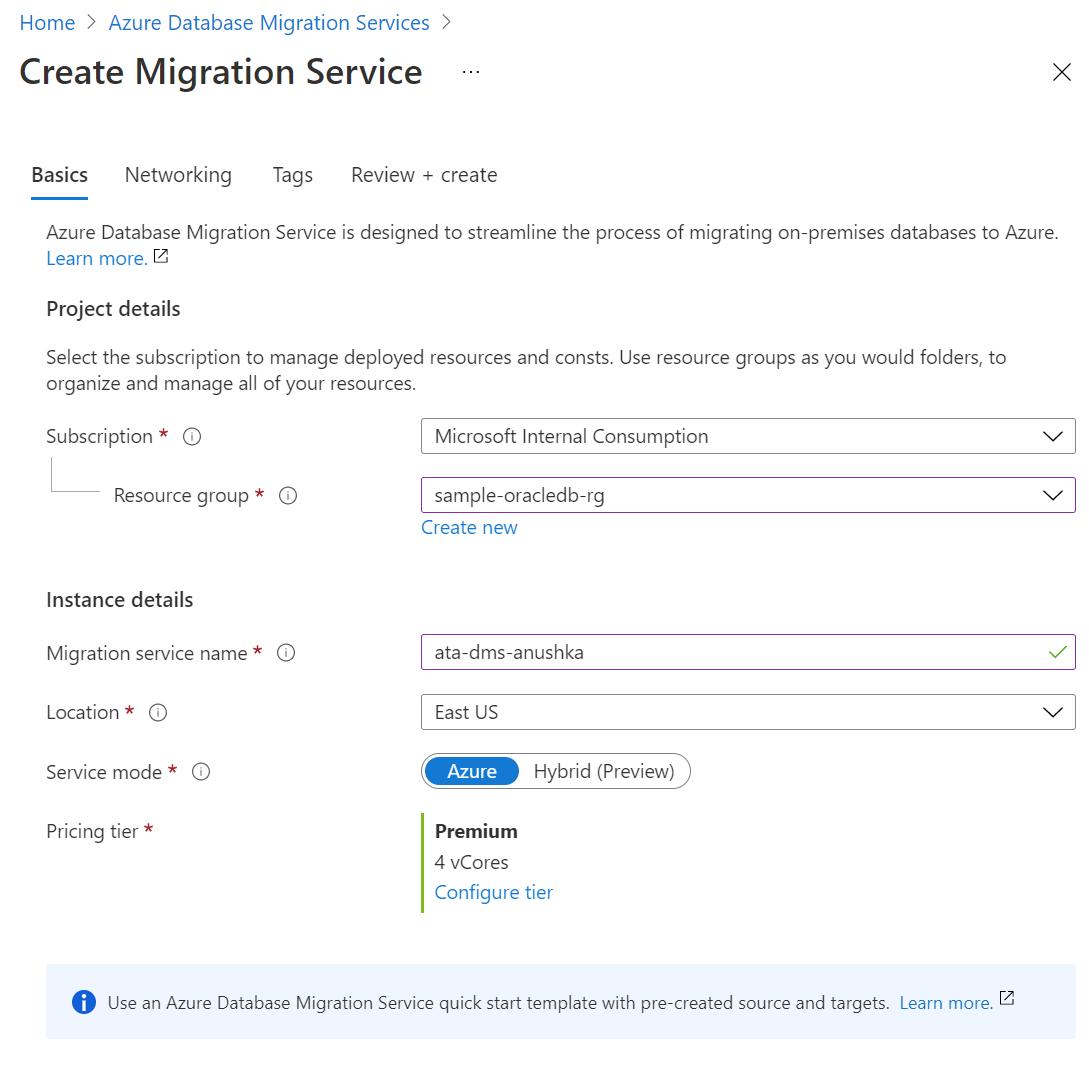 Home > Azure Database Migration Services >
Create Migration Service ...
Basics Networking Tags Review + create
Azure Database Migration Service is designed to streamline the process of migrating on-premises databases to Azure.
Learn more.
Project details
Select the subscription to manage deployed resources and consts. Use resource groups as you would folders, to
organize and manage all of your resources.
Subscription * Microsoft Internal Consumption
Resource group * sample-oracledb-rg
Create new
Instance details
Migration service name * ata-dms-anushka
Location * East US
Service mode * Azure Hybrid (Preview)
Pricing tier * Premium
4 vCores
Configure tier
Use an Azure Database Migration Service quick start template with pre-created source and targets. Learn more.